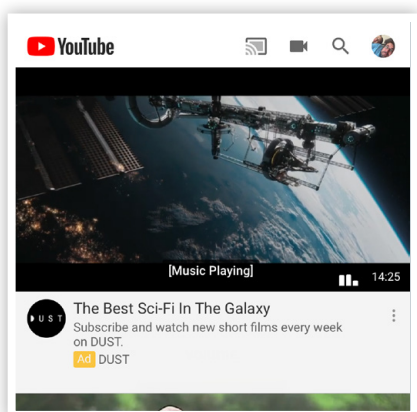 YouTube
[Music Playing]
14:25
DUST
The Best Sci-Fi In The Galaxy
Subscribe and watch new short films every week
on DUST.
Ad DUST